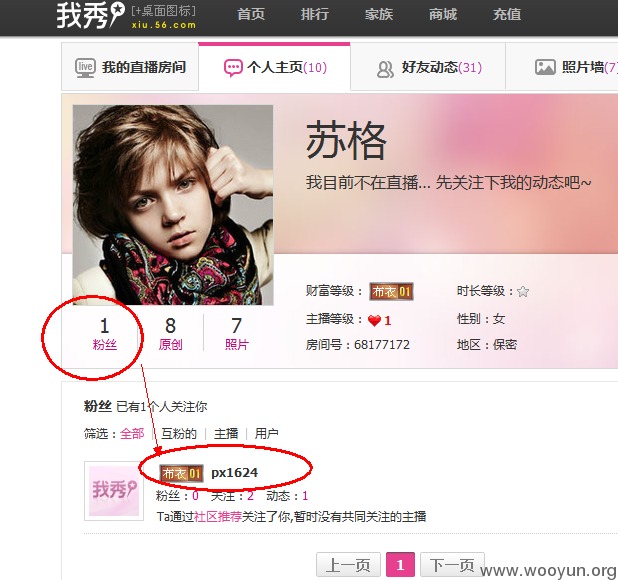 我秀 [+桌面图标] 首页 排行 家族 商城 充值
xiu.56.com
live 我的直播房间 个人主页(10) 好友动态(31) 照片墙(7
苏格
我目前不在直播... 先关注下我的动态吧~
财富等级： 布衣01 时长等级：
主播等级： 1 性别：女
房间号：68177172 地区：保密
1 8 7
粉丝 原创 照片
粉丝 已有1个人关注你
筛选：全部 | 互粉的 | 主播 | 用户
我秀 布衣01 px1624
粉丝：0 关注：2 动态：1
Ta通过社区推荐关注了你,暂时没有共同关注的主播
上一页 1 下一页
www.wooyun.org